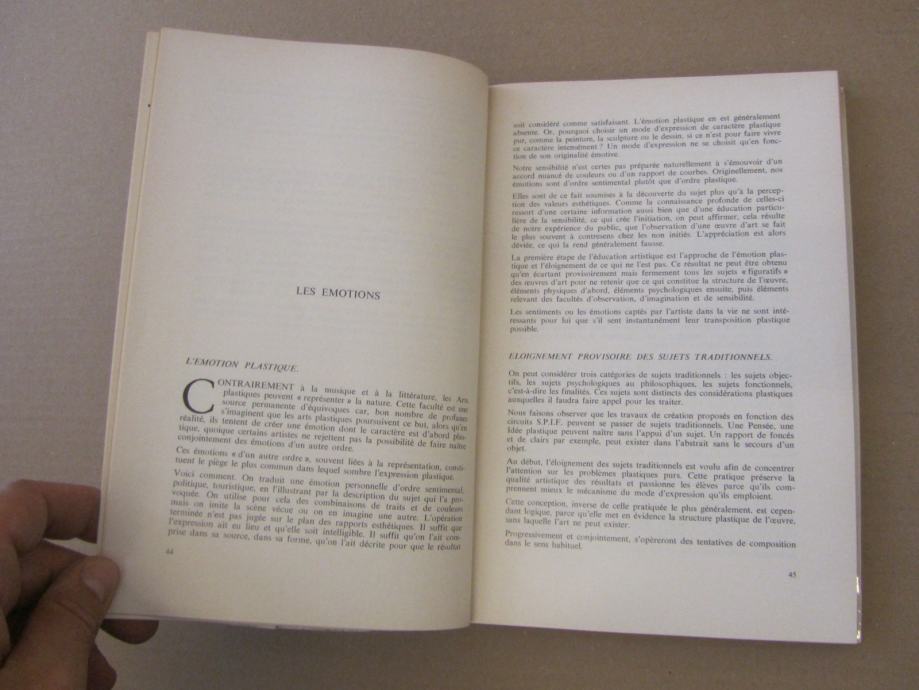 LES EMOTIONS
L'EMOTION PLASTIQUE.
CONTRAIREMENT à la musique et à la littérature, les Arts
plastiques peuvent « représenter » la nature. Cette faculté est une
source permanente d'équivoques car, bon nombre de profanes
s'imaginent que les arts plastiques poursuivent ce but, alors qu'en
réalité, ils tentent de créer une émotion dont le caractère est d'abord plas-
tique, quoique certains artistes ne rejettent pas la possibilité de faire naître
conjointement des émotions d'un autre ordre.
Ces émotions « d'un autre ordre », souvent liées à la représentation, consti-
tuent le piège le plus commun dans lequel sombre l'expression plastique.
Voici comment. On traduit une émotion personnelle d'ordre sentimental,
politique, touristique, en l'illustrant par la description du sujet qui l'a pro-
voquée. On utilise pour cela des combinaisons de traits et de couleurs
mais on imite la scène vécue ou on en imagine une autre. L'opération
terminée n'est pas jugée sur le plan des rapports esthétiques. Il suffit que
l'expression ait eu lieu et qu'elle soit intelligible. Il suffit qu'on l'ait com-
prise dans sa source, dans sa forme, qu'on l'ait décrite pour que le résultat
44
soit considéré comme satisfaisant. L'émotion plastique en est généralement
absente. Or, pourquoi choisir un mode d'expression de caractère plastique
pur, comme la peinture, la sculpture ou le dessin, si ce n'est pour faire vivre
ce caractère intensément ? Un mode d'expression ne se choisit qu'en fonc-
tion de son originalité émotive.
Notre sensibilité n'est certes pas préparée naturellement à s'émouvoir d'un
accord nuancé de couleurs ou d'un rapport de courbes. Originellement, nos
émotions sont d'ordre sentimental plutôt que d'ordre plastique.
Elles sont de ce fait soumises à la découverte du sujet plus qu'à la percep-
tion des valeurs esthétiques. Comme la connaissance profonde de celles-ci
ressort d'une certaine information aussi bien que d'une éducation particu-
lière de la sensibilité, ce qui crée l'initiation, on peut affirmer, cela résulte
de notre expérience du public, que l'observation d'une œuvre d'art se fait
le plus souvent à contresens chez les non initiés. L'appréciation est alors
déviée, ce qui la rend généralement fausse.
La première étape de l'éducation artistique est l'approche de l'émotion plas-
tique et l'éloignement de ce qui ne l'est pas. Ce résultat ne peut être obtenu
qu'en écartant provisoirement mais fermement tous les sujets « figuratifs »
des œuvres d'art pour ne retenir que ce qui constitue la structure de l'œuvre,
éléments physiques d'abord, éléments psychologiques ensuite, puis éléments
relevant des facultés d'observation, d'imagination et de sensibilité.
Les sentiments ou les émotions captés par l'artiste dans la vie ne sont inté-
ressants pour lui que s'il sent instantanément leur transposition plastique
possible.
ELOIGNEMENT PROVISOIRE DES SUJETS TRADITIONNELS.
On peut considérer trois catégories de sujets traditionnels : les sujets objec-
tifs, les sujets psychologiques au philosophiques, les sujets fonctionnels,
c'est-à-dire les finalités. Ces sujets sont distincts des considérations plastiques
auxquelles il faudra faire appel pour les traiter.
Nous faisons observer que les travaux de création proposés en fonction des
circuits S.P.I.F. peuvent se passer de sujets traditionnels. Une Pensée, une
Idée plastique peuvent naître sans l'appui d'un sujet. Un rapport de foncés
et de clairs par exemple, peut exister dans l'abstrait sans le secours d'un
objet.
Au début, l'éloignement des sujets traditionnels est voulu afin de concentrer
l'attention sur les problèmes plastiques purs. Cette pratique préserve la
qualité artistique des résultats et passionne les élèves parce qu'ils com-
prennent mieux le mécanisme du mode d'expression qu'ils emploient.
Cette conception, inverse de celle pratiquée le plus généralement, est cepen-
dant logique, parce qu'elle met en évidence la structure plastique de l'œuvre,
sans laquelle l'art ne peut exister.
Progressivement et conjointement, s'opèreront des tentatives de composition
dans le sens habituel.
45